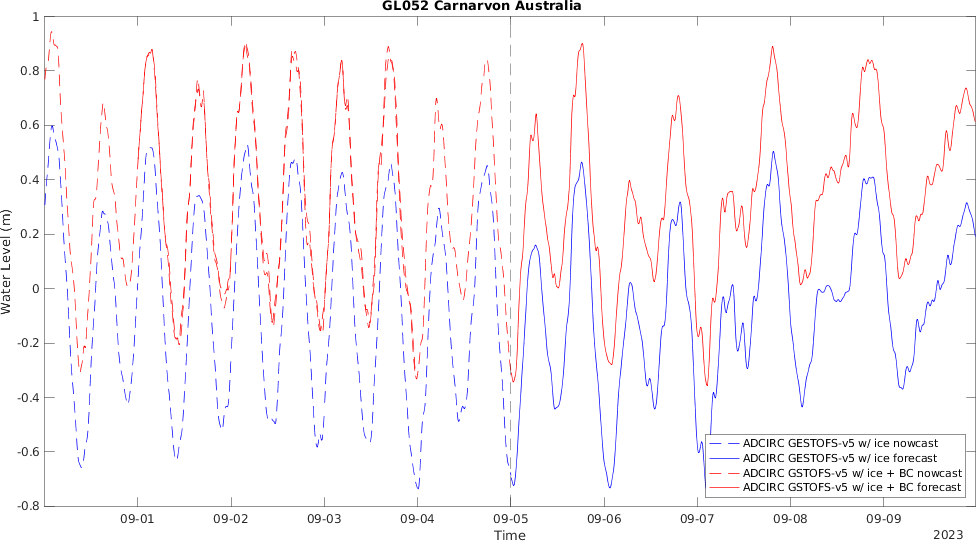 GL052 Carnarvon Australia
1
0.8
0.6
0.4
0.2
0
-0.2
-0.4
-0.6
-0.8
Water Level (m)
09-01 09-02 09-03 09-04 09-05 09-06 09-07 09-08 09-09
Time
2023
ADCIRC GESTOFS-v5 w/ ice nowcast
ADCIRC GESTOFS-v5 w/ ice forecast
ADCIRC GSTOFS-v5 w/ ice + BC nowcast
ADCIRC GSTOFS-v5 w/ ice + BC forecast